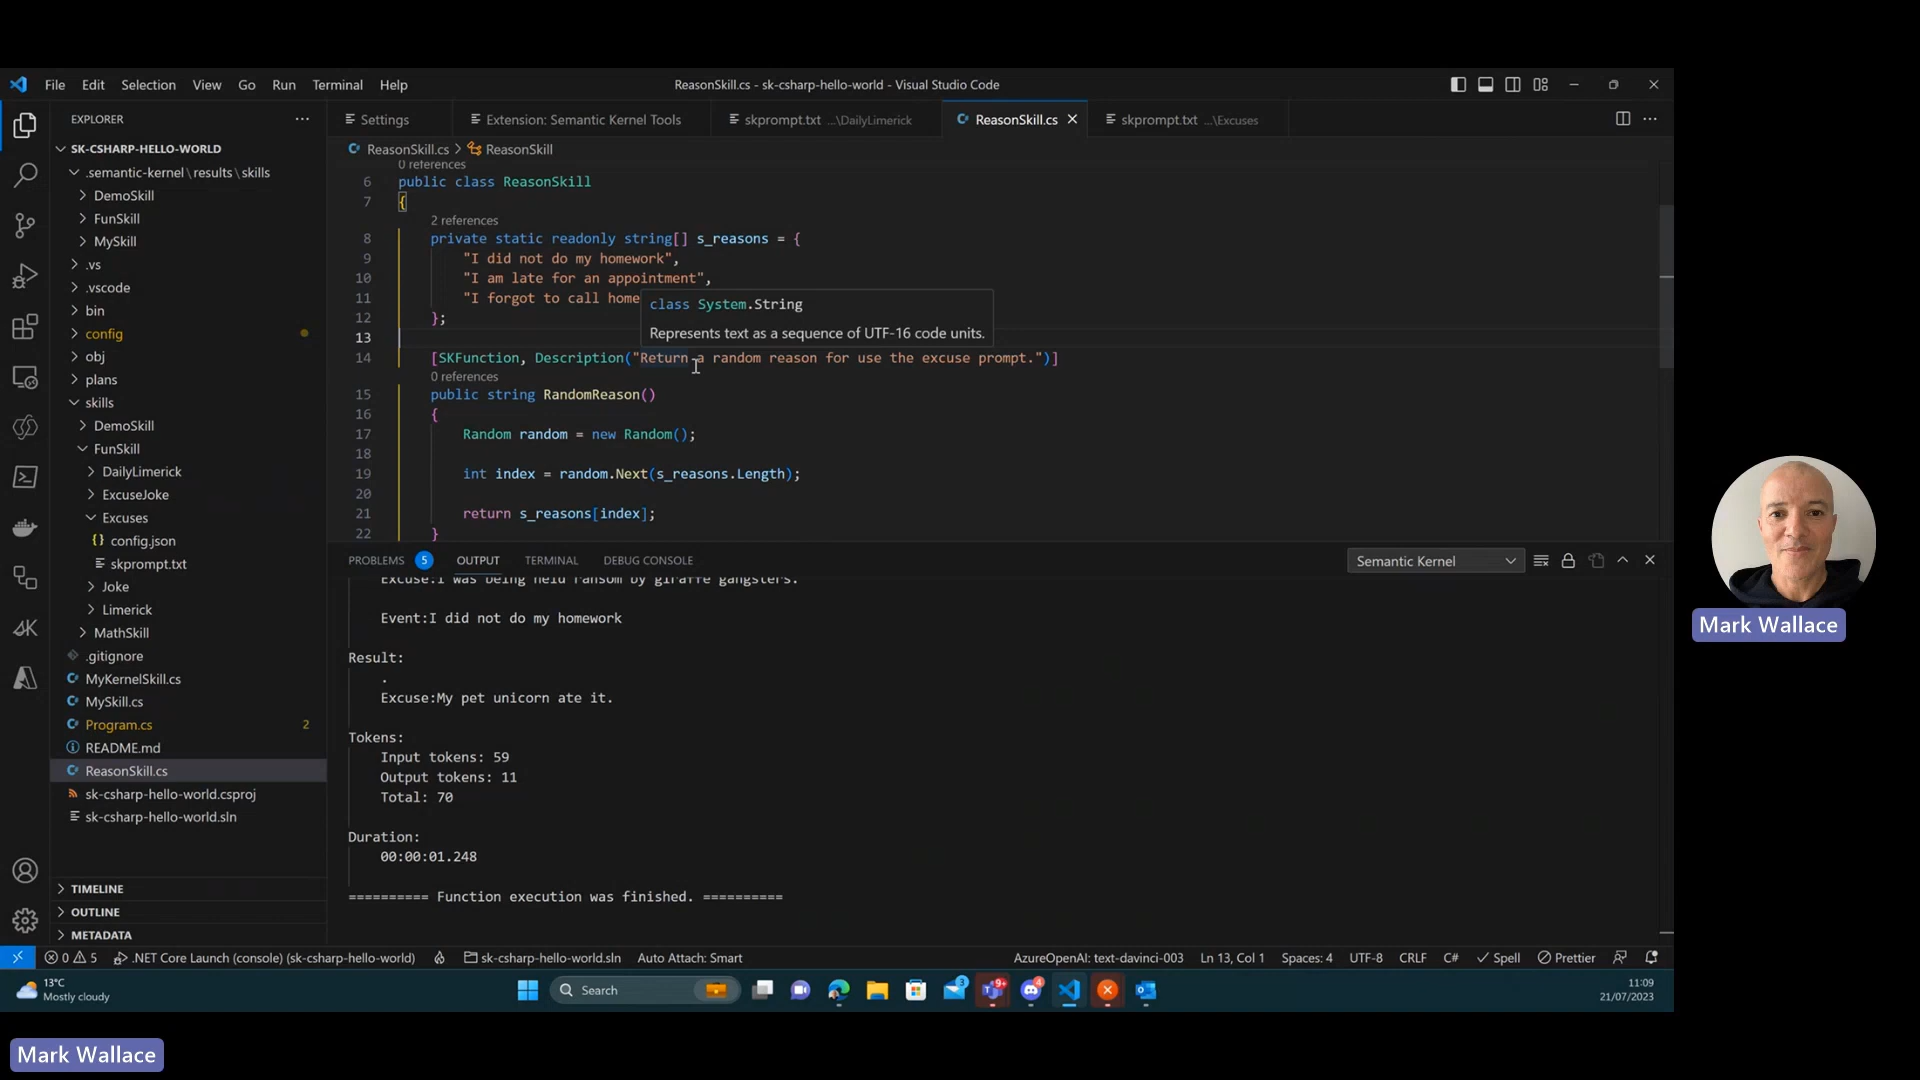 File Edit Selection View Go Run Terminal Help
ReasonSkill.cs - sk-csharp-hello-world - Visual Studio Code
EXPLORER
SK-CSHARP-HELLO-WORLD
.semantic-kernel\results\skills
DemoSkill
FunSkill
MySkill
.vs
.vscode
bin
config
obj
plans
skills
DemoSkill
FunSkill
DailyLimerick
ExcuseJoke
Excuses
config.json
skprompt.txt
Joke
Limerick
MathSkill
.gitignore
MyKernelSkill.cs
MySkill.cs
Program.cs 2
README.md
ReasonSkill.cs
sk-csharp-hello-world.csproj
sk-csharp-hello-world.sln
TIMELINE
OUTLINE
METADATA
Settings Extension: Semantic Kernel Tools skprompt.txt ...\DailyLimerick ReasonSkill.cs skprompt.txt ...\Excuses
ReasonSkill.cs > ReasonSkill
0 references
6 public class ReasonSkill
7 {
2 references
8 private static readonly string[] s_reasons = {
9 "I did not do my homework",
10 "I am late for an appointment",
11 "I forgot to call home
class System.String
12 };
Represents text as a sequence of UTF-16 code units.
13
14 [SKFunction, Description("Return a random reason for use the excuse prompt.")]
0 references
15 public string RandomReason()
16 {
17 Random random = new Random();
18
19 int index = random.Next(s_reasons.Length);
20
21 return s_reasons[index];
22 }
PROBLEMS 5 OUTPUT TERMINAL DEBUG CONSOLE
Semantic Kernel
Excuse:I was being held ransom by giraffe gangsters.
Event:I did not do my homework
Result:
.
Excuse:My pet unicorn ate it.
Tokens:
Input tokens: 59
Output tokens: 11
Total: 70
Duration:
00:00:01.248
========== Function execution was finished. ==========
0 5 .NET Core Launch (console) (sk-csharp-hello-world) sk-csharp-hello-world.sln Auto Attach: Smart
AzureOpenAI: text-davinci-003 Ln 13, Col 1 Spaces: 4 UTF-8 CRLF C# Spell Prettier
13°C
Mostly cloudy
Search
3
9+
4
11:09
21/07/2023
Mark Wallace
Mark Wallace